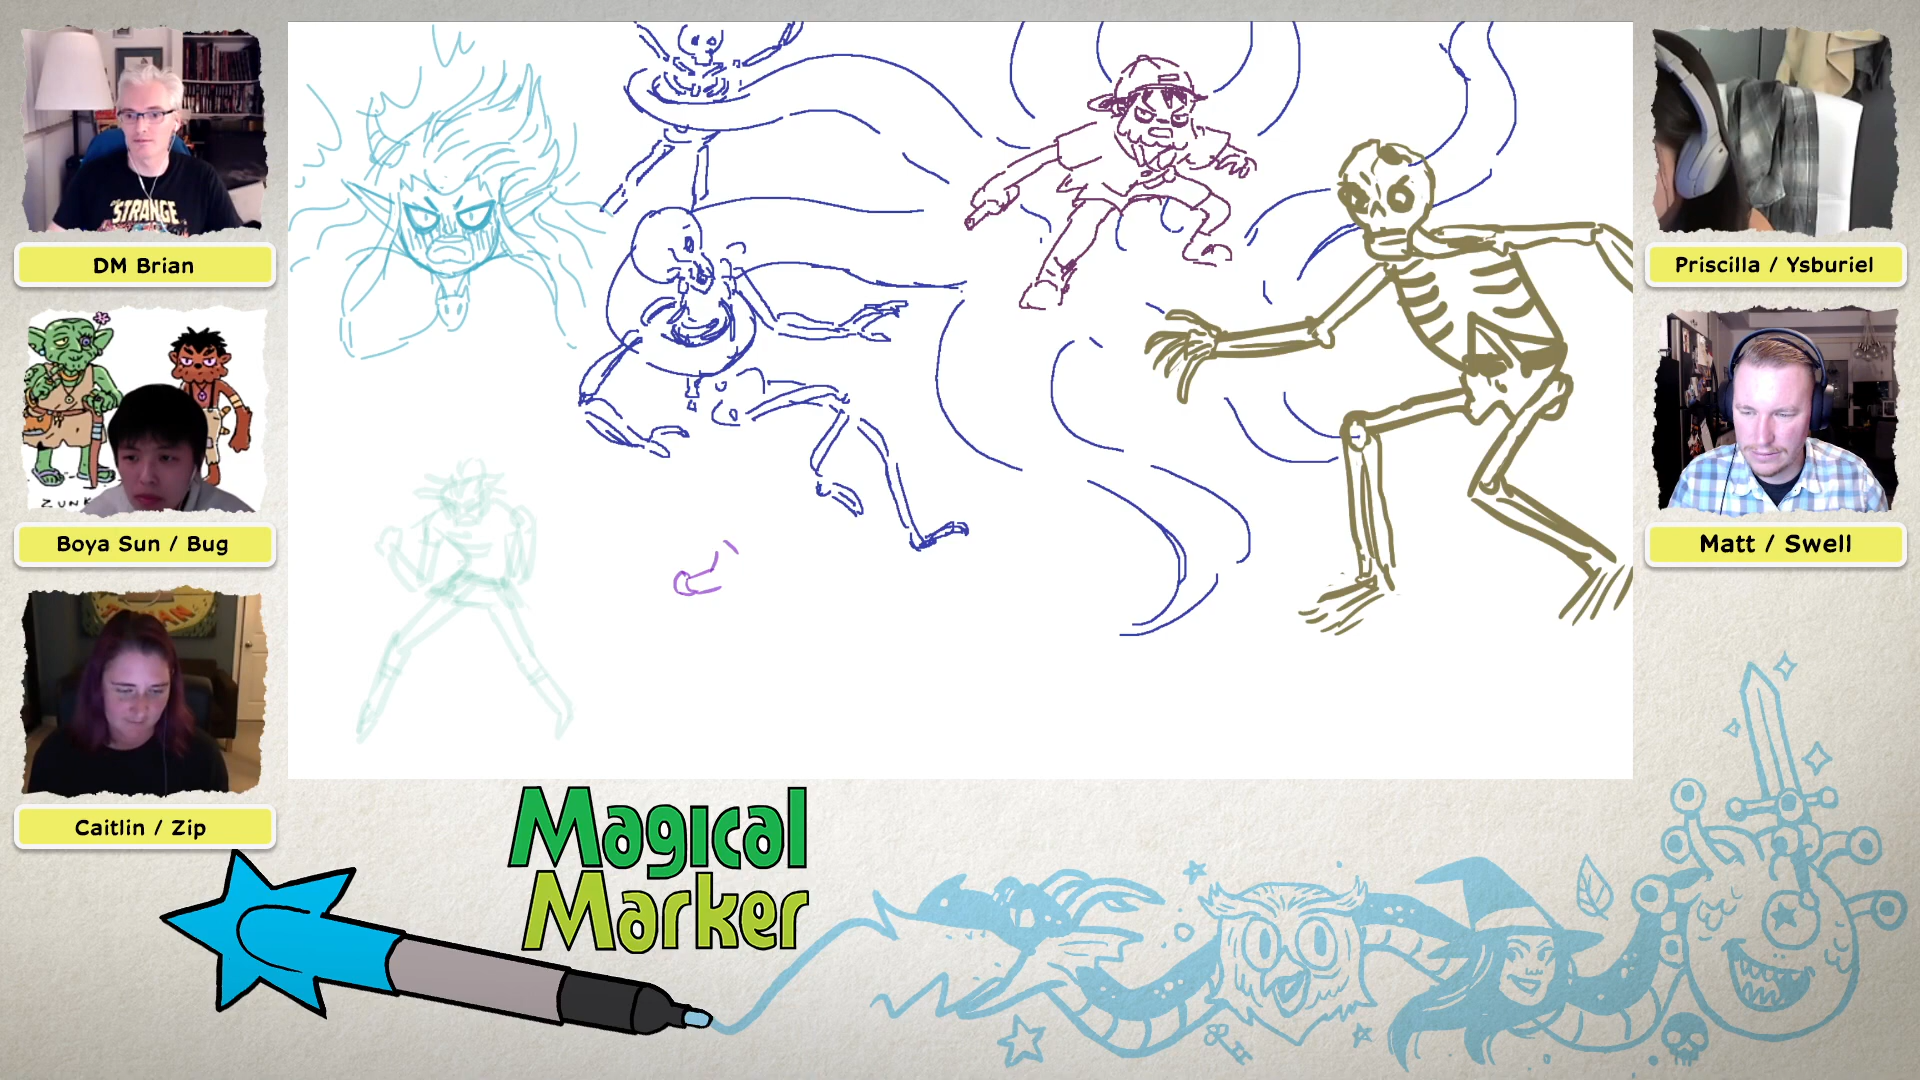 STRANGE
DM Brian
Priscilla / Ysburiel
ZUNK
Boya Sun / Bug
Matt / Swell
Caitlin / Zip
Magical
Marker